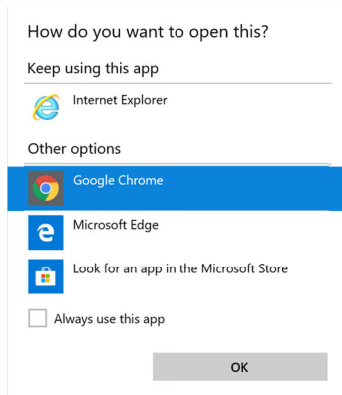 How do you want to open this?
Keep using this app
Internet Explorer
Other options
Google Chrome
Microsoft Edge
Look for an app in the Microsoft Store
Always use this app
OK